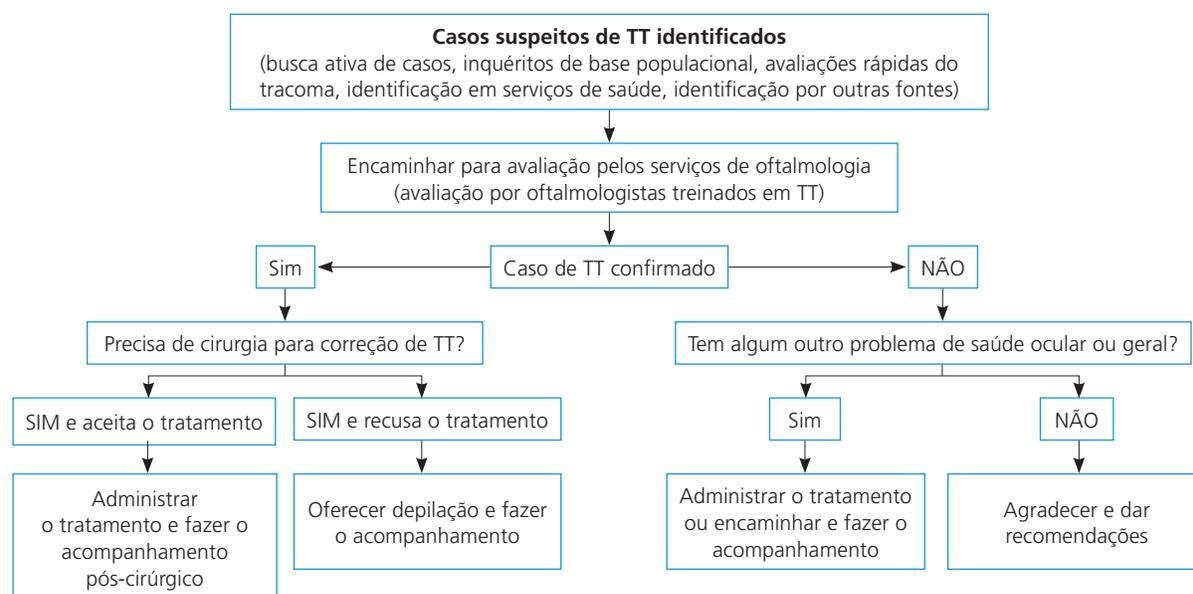 Casos suspeitos de TT identificados
(busca ativa de casos, inquéritos de base populacional, avaliações rápidas do
tracoma, identificação em serviços de saúde, identificação por outras fontes)
Encaminhar para avaliação pelos serviços de oftalmologia
(avaliação por oftalmologistas treinados em TT)
Sim
Caso de TT confirmado
NÃO
Precisa de cirurgia para correção de TT?
Tem algum outro problema de saúde ocular ou geral?
SIM e aceita o tratamento
SIM e recusa o tratamento
Sim
NÃO
Administrar
o tratamento e fazer o
acompanhamento
pós-cirúrgico
Oferecer depilação e fazer
o acompanhamento
Administrar o tratamento
ou encaminhar e fazer o
acompanhamento
Agradecer e dar
recomendações